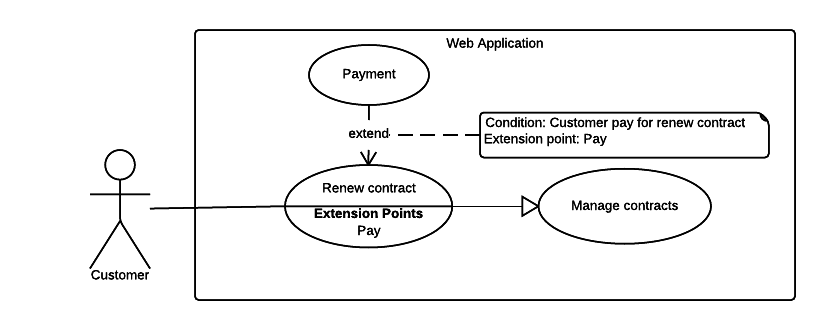 Web Application
Payment
extend
Condition: Customer pay for renew contract
Extension point: Pay
Renew contract
Extension Points
Pay
Manage contracts
Customer